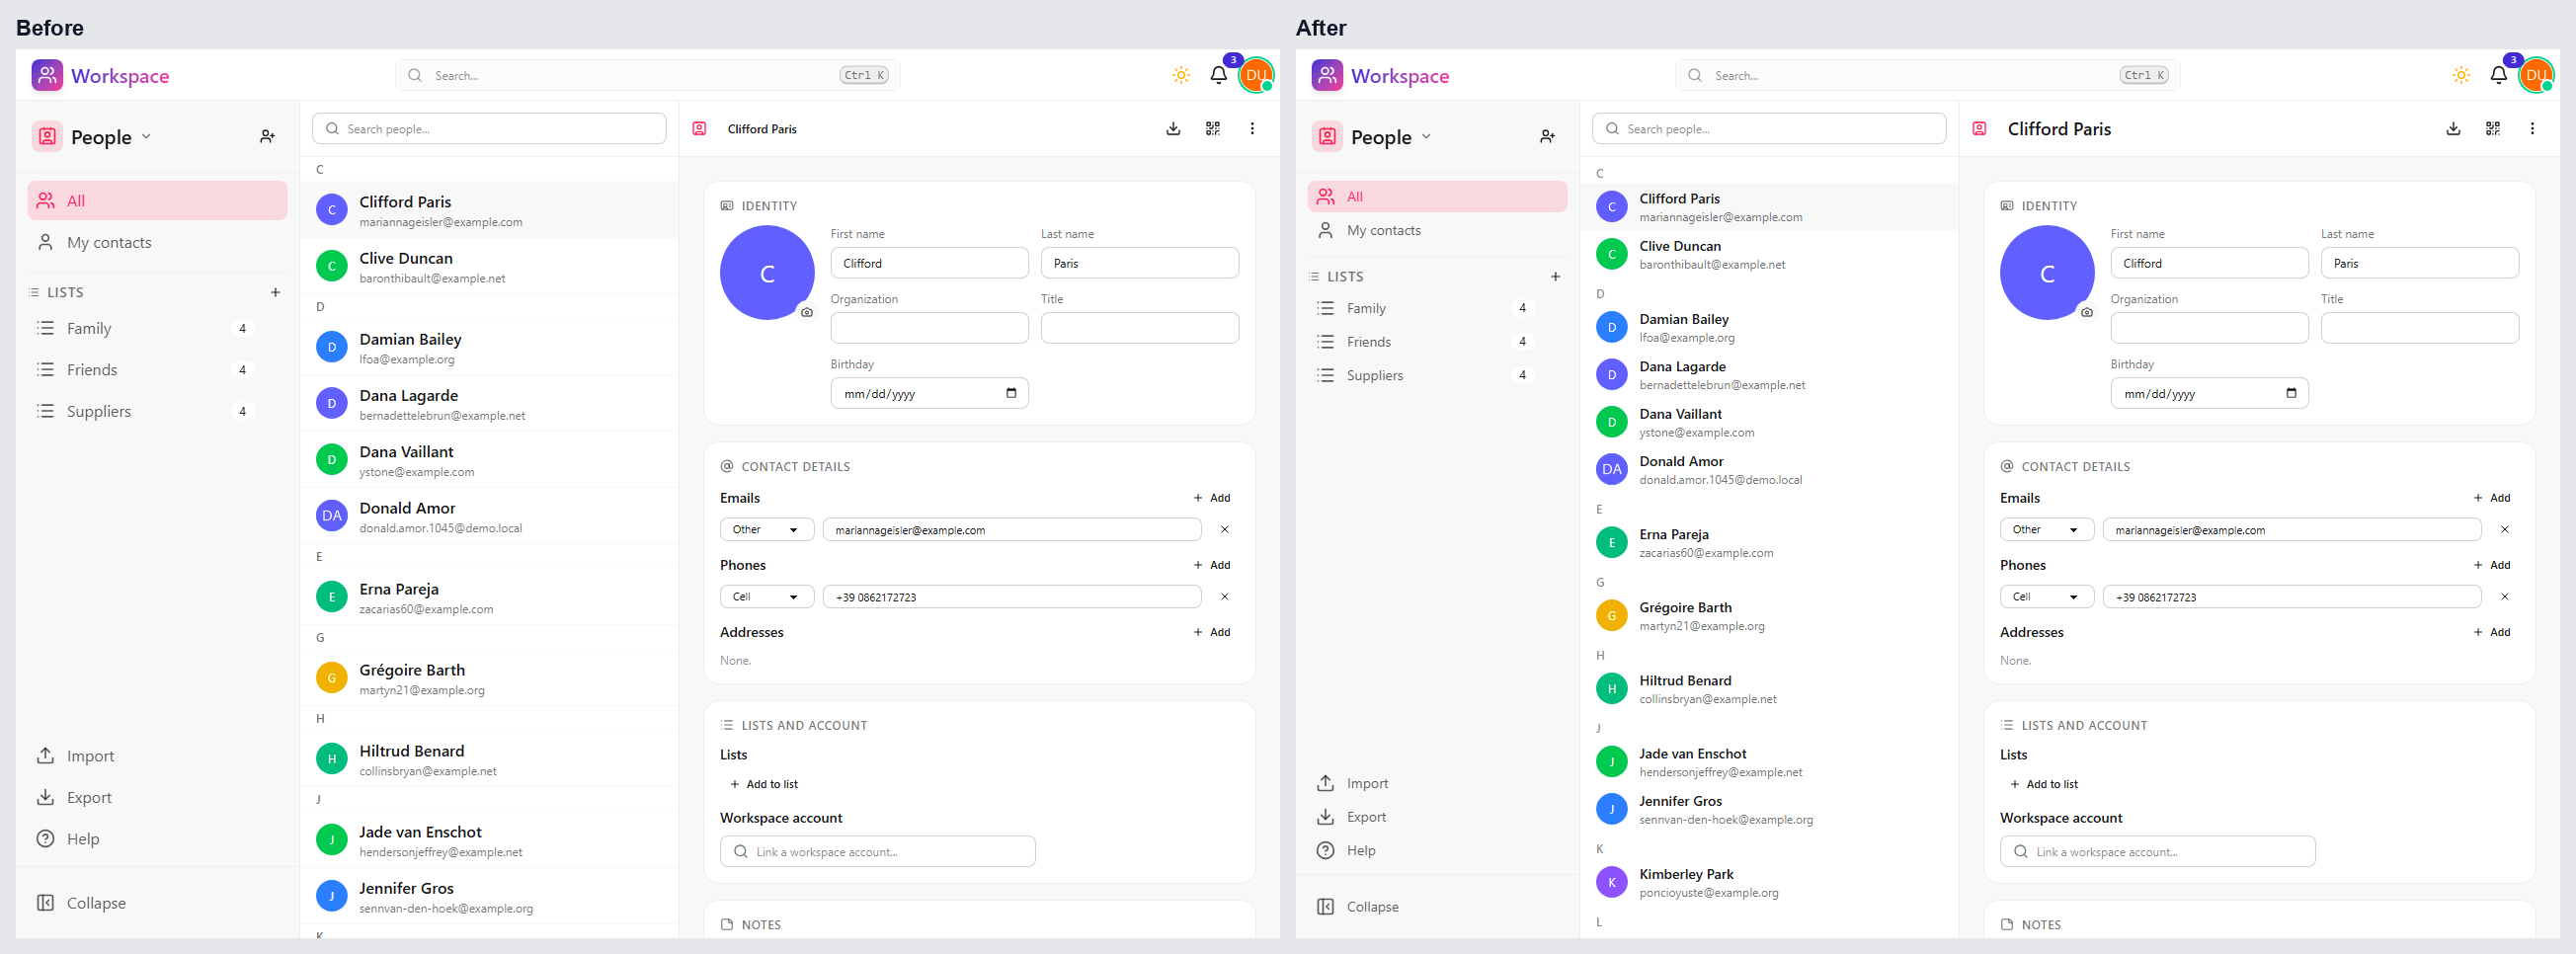 Before
Workspace
Search...
Ctrl K
3
DU
People
All
My contacts
LISTS
Family 4
Friends 4
Suppliers 4
Import
Export
Help
Collapse
Search people...
C
C
Clifford Paris
mariannageisler@example.com
C
Clive Duncan
baronthibault@example.net
D
D
Damian Bailey
lfoa@example.org
D
Dana Lagarde
bernadettelebrun@example.net
D
Dana Vaillant
ystone@example.com
DA
Donald Amor
donald.amor.1045@demo.local
E
E
Erna Pareja
zacarias60@example.com
G
G
Grégoire Barth
martyn21@example.org
H
H
Hiltrud Benard
collinsbryan@example.net
J
J
Jade van Enschot
hendersonjeffrey@example.net
J
Jennifer Gros
sennvan-den-hoek@example.org
K
Clifford Paris
IDENTITY
C
First name
Last name
Clifford
Paris
Organization
Title
Birthday
mm/dd/yyyy
CONTACT DETAILS
Emails
Add
Other
mariannageisler@example.com
Phones
Add
Cell
+39 0862172723
Addresses
Add
None.
LISTS AND ACCOUNT
Lists
Add to list
Workspace account
Link a workspace account...
NOTES
After
Workspace
Search...
Ctrl K
3
DU
People
All
My contacts
LISTS
Family 4
Friends 4
Suppliers 4
Import
Export
Help
Collapse
Search people...
C
C
Clifford Paris
mariannageisler@example.com
C
Clive Duncan
baronthibault@example.net
D
D
Damian Bailey
lfoa@example.org
D
Dana Lagarde
bernadettelebrun@example.net
D
Dana Vaillant
ystone@example.com
DA
Donald Amor
donald.amor.1045@demo.local
E
E
Erna Pareja
zacarias60@example.com
G
G
Grégoire Barth
martyn21@example.org
H
H
Hiltrud Benard
collinsbryan@example.net
J
J
Jade van Enschot
hendersonjeffrey@example.net
J
Jennifer Gros
sennvan-den-hoek@example.org
K
K
Kimberley Park
poncioyuste@example.org
L
Clifford Paris
IDENTITY
C
First name
Last name
Clifford
Paris
Organization
Title
Birthday
mm/dd/yyyy
CONTACT DETAILS
Emails
Add
Other
mariannageisler@example.com
Phones
Add
Cell
+39 0862172723
Addresses
Add
None.
LISTS AND ACCOUNT
Lists
Add to list
Workspace account
Link a workspace account...
NOTES